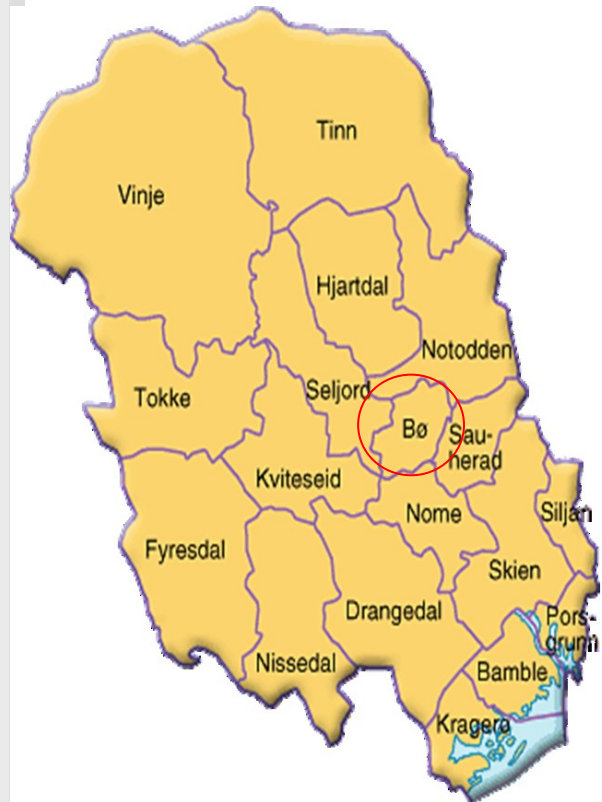 Tinn
Vinje
Hjartdal
Notodden
Seljord
Tokke
Bø
Sau-
herad
Kviteseid
Nome
Siljan
Fyresdal
Skien
Drangedal
Pors-
grunn
Nissedal
Bamble
Kragerø